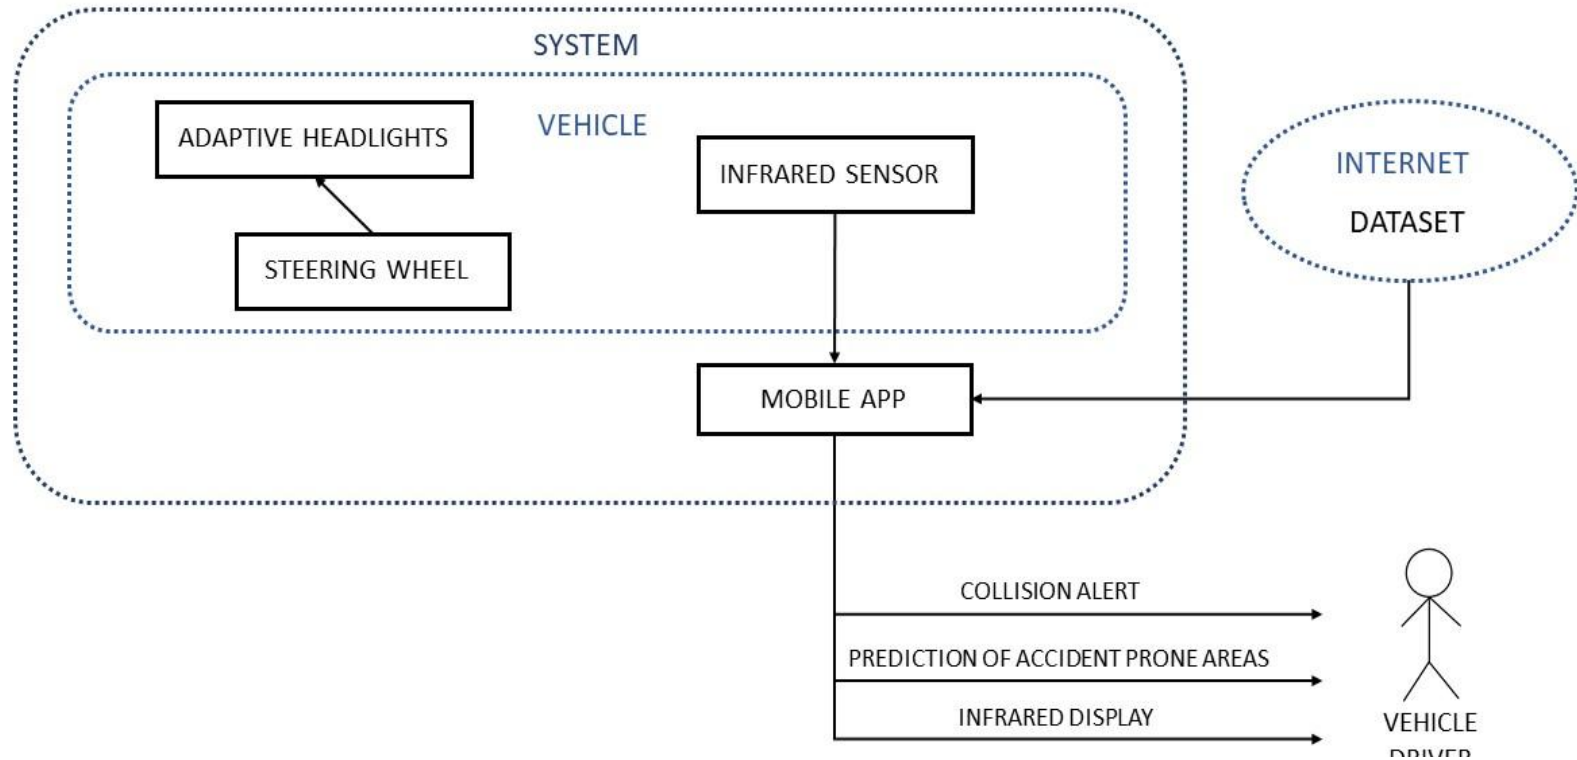 SYSTEM
VEHICLE
ADAPTIVE HEADLIGHTS
INFRARED SENSOR
STEERING WHEEL
INTERNET
DATASET
MOBILE APP
COLLISION ALERT
PREDICTION OF ACCIDENT PRONE AREAS
INFRARED DISPLAY
VEHICLE
DRIVER